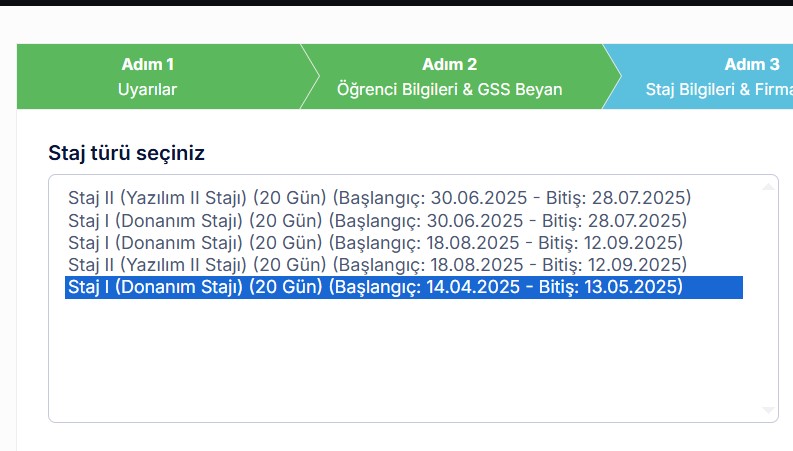 Adım 1
Öğrenci Bilgileri & GSS Beyan
Adım 2
Uyarılar
Adım 3
Staj Bilgileri & Firma
Staj türü seçiniz
Staj II (Yazılım II Stajı) (20 Gün) (Başlangıç: 30.06.2025 - Bitiş: 28.07.2025)
Staj I (Donanım Stajı) (20 Gün) (Başlangıç: 30.06.2025 - Bitiş: 28.07.2025)
Staj I (Donanım Stajı) (20 Gün) (Başlangıç: 18.08.2025 - Bitiş: 12.09.2025)
Staj II (Yazılım II Stajı) (20 Gün) (Başlangıç: 18.08.2025 - Bitiş: 12.09.2025)
Staj I (Donanım Stajı) (20 Gün) (Başlangıç: 14.04.2025 - Bitiş: 13.05.2025)